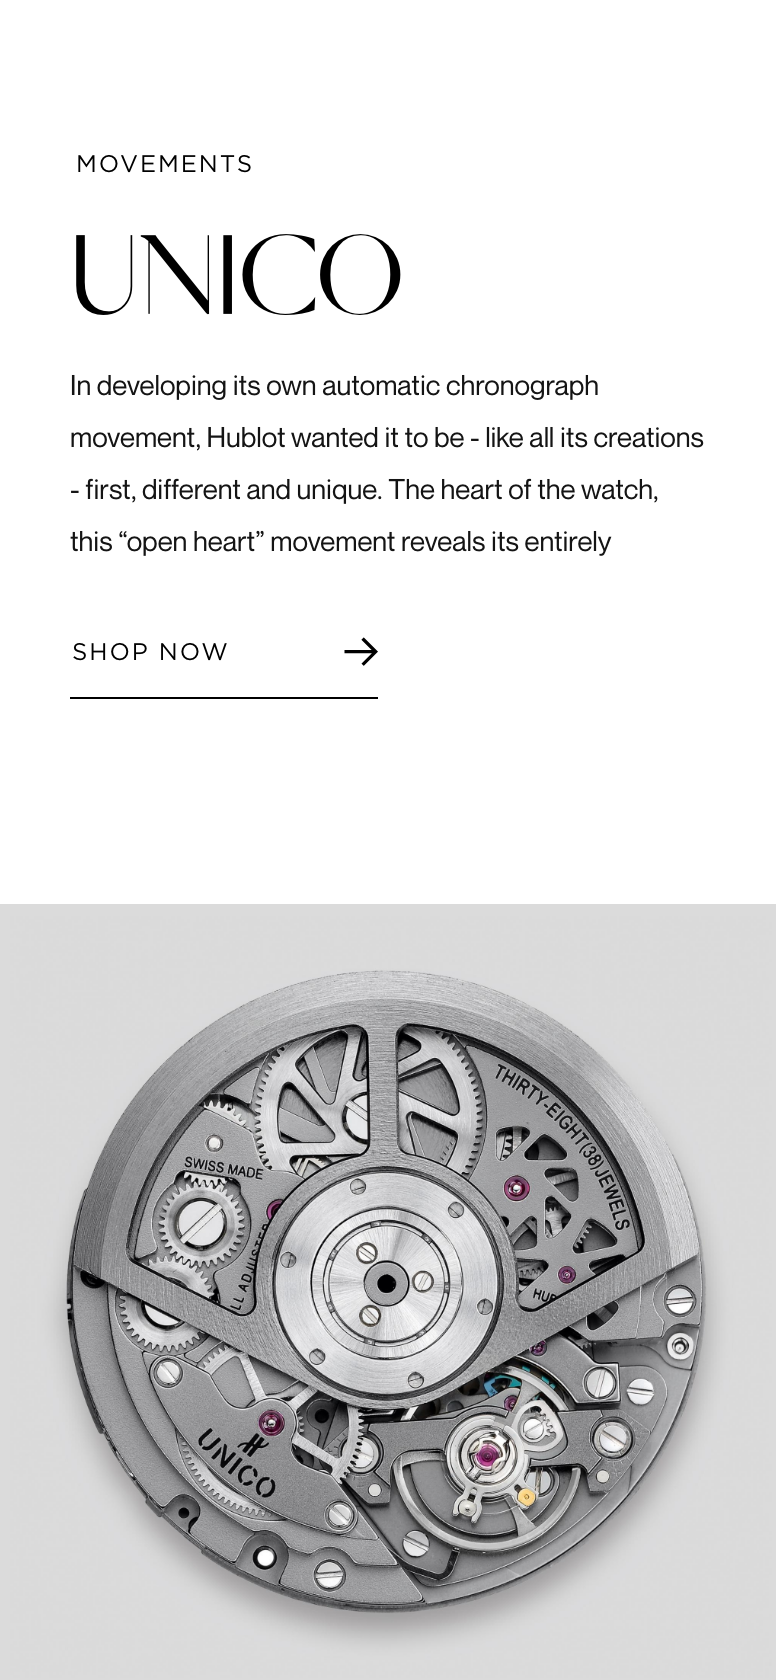 MOVEMENTS
UNICO
In developing its own automatic chronograph
movement, Hublot wanted it to be - like all its creations
- first, different and unique. The heart of the watch,
this “open heart” movement reveals its entirely
SHOP NOW
THIRTY-EIGHT(38)JEWELS
SWISS MADE
UNICO